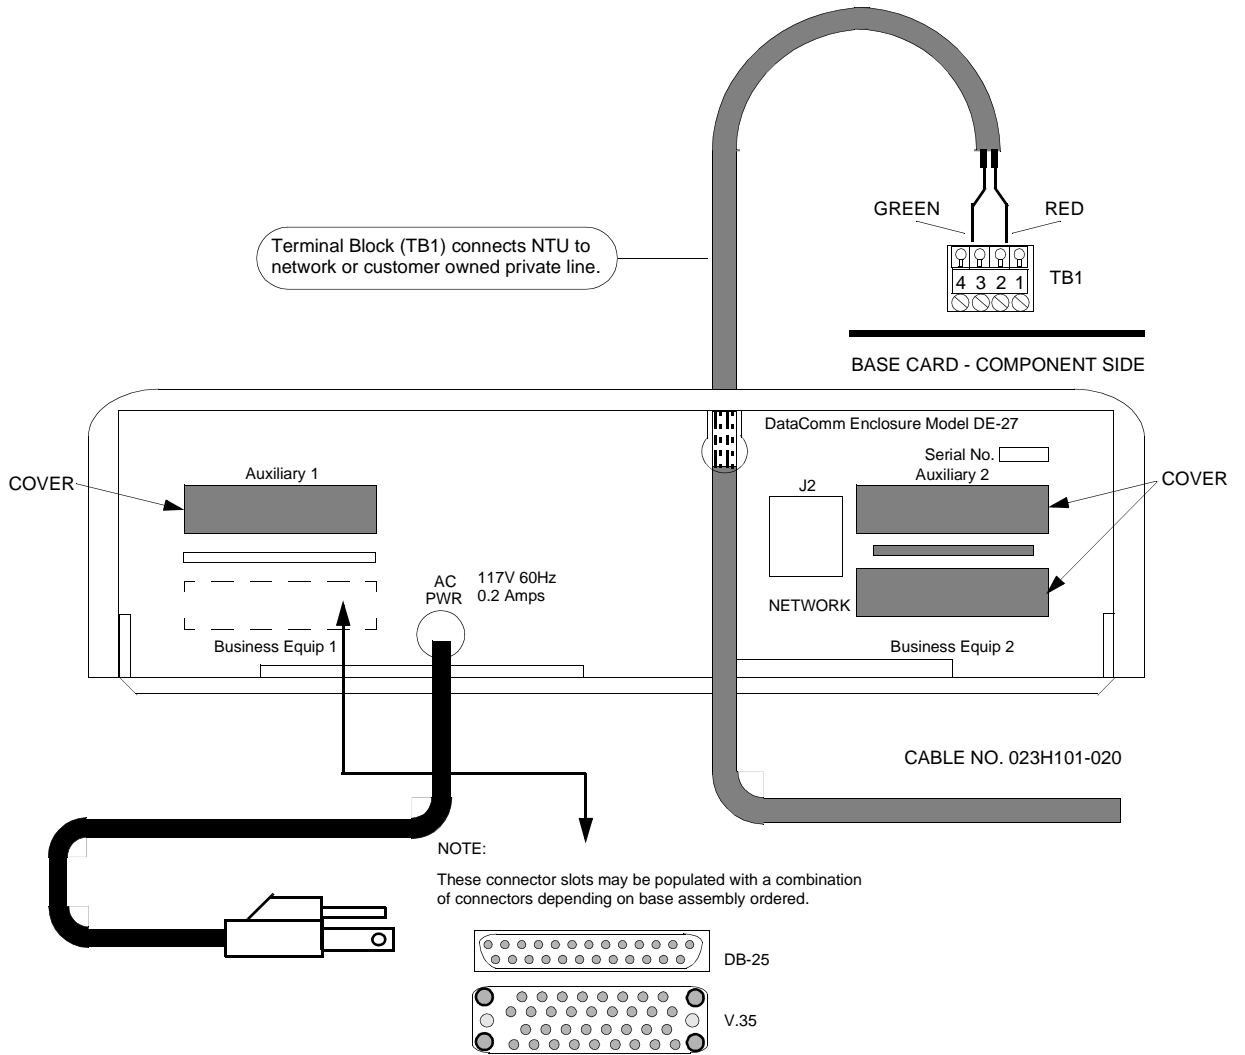 GREEN
RED
Terminal Block (TB1) connects NTU to
network or customer owned private line.
4 3 2 1
TB1
BASE CARD - COMPONENT SIDE
DataComm Enclosure Model DE-27
Serial No.
Auxiliary 1
Auxiliary 2
COVER
J2
COVER
AC
PWR
117V 60Hz
0.2 Amps
NETWORK
Business Equip 1
Business Equip 2
CABLE NO. 023H101-020
NOTE:
These connector slots may be populated with a combination
of connectors depending on base assembly ordered.
DB-25
V.35